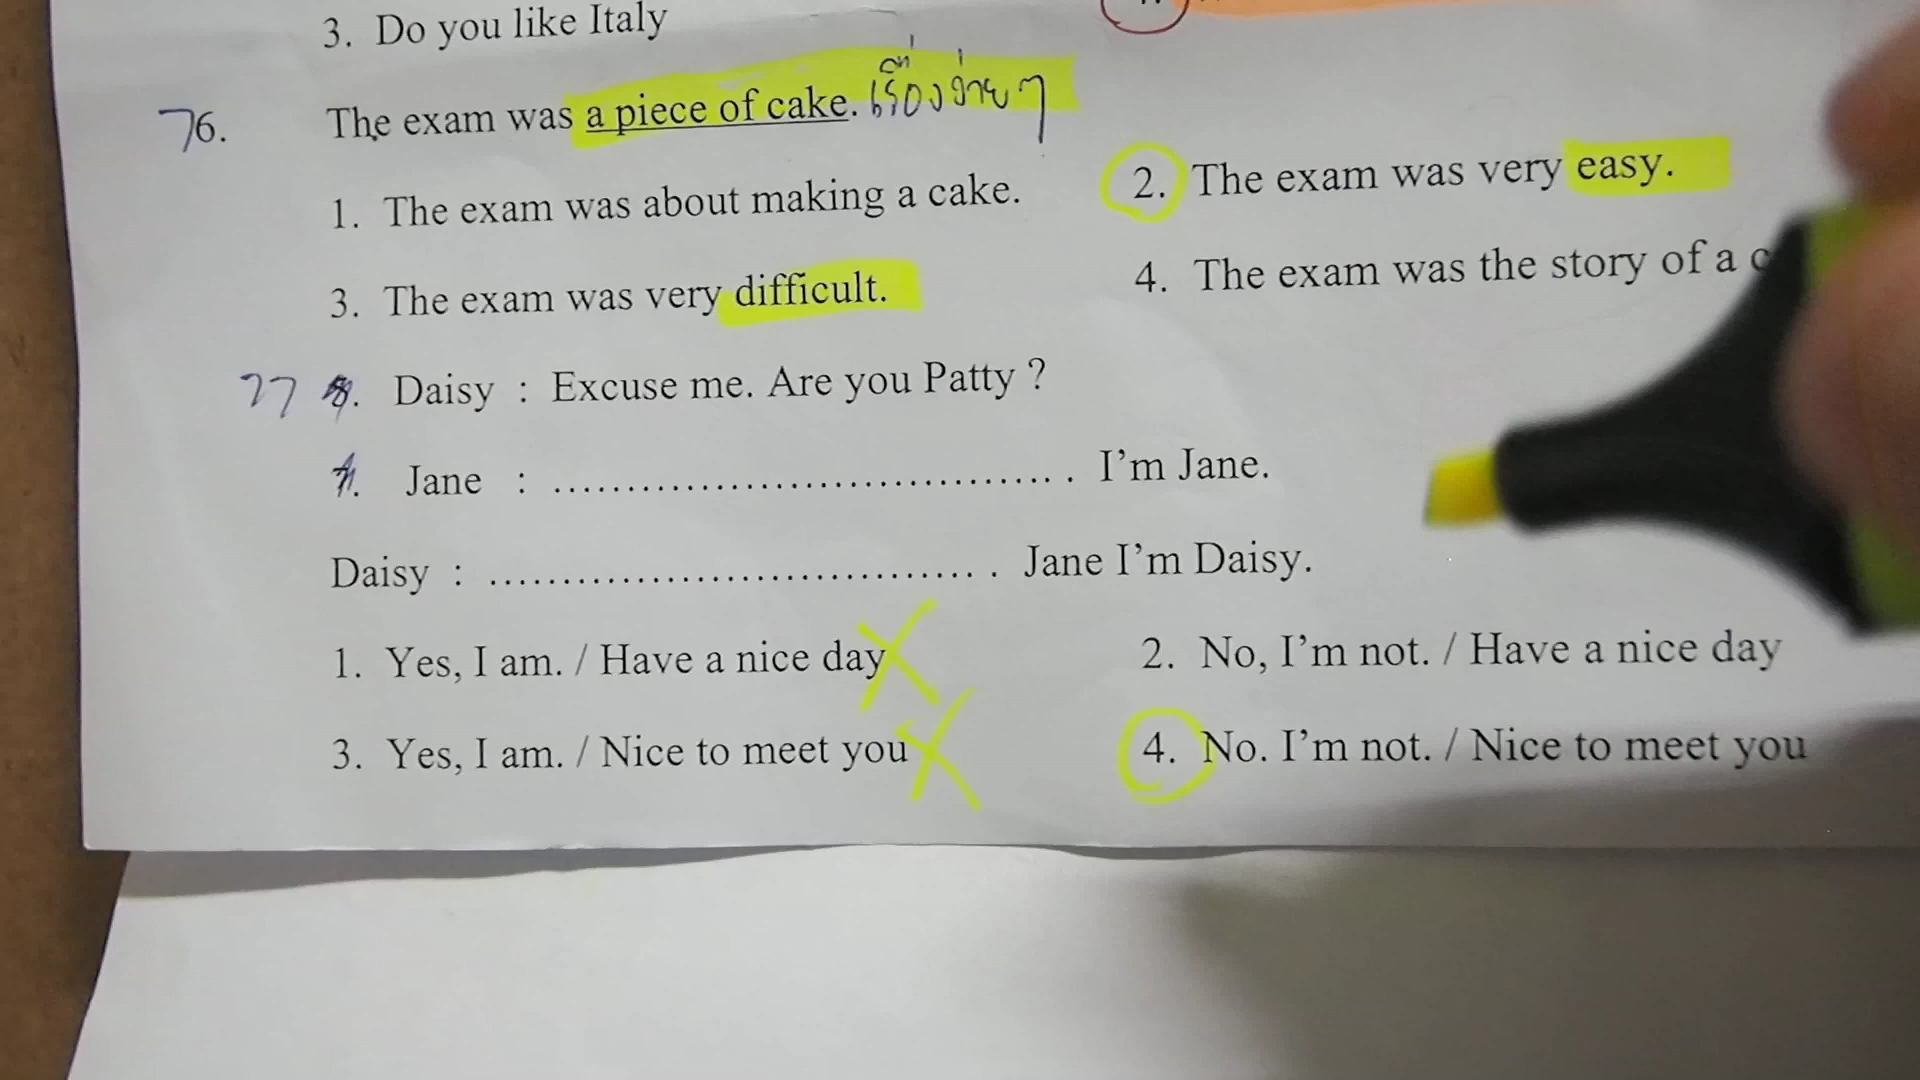 3. Do you like Italy
76. The exam was a piece of cake. เรื่องง่ายๆ
1. The exam was about making a cake. 2. The exam was very easy.
3. The exam was very difficult. 4. The exam was the story of a
77 Daisy : Excuse me. Are you Patty ?
Jane : ........................................ I'm Jane.
Daisy : ........................................ Jane I'm Daisy.
1. Yes, I am. / Have a nice day 2. No, I'm not. / Have a nice day
3. Yes, I am. / Nice to meet you 4. No. I'm not. / Nice to meet you